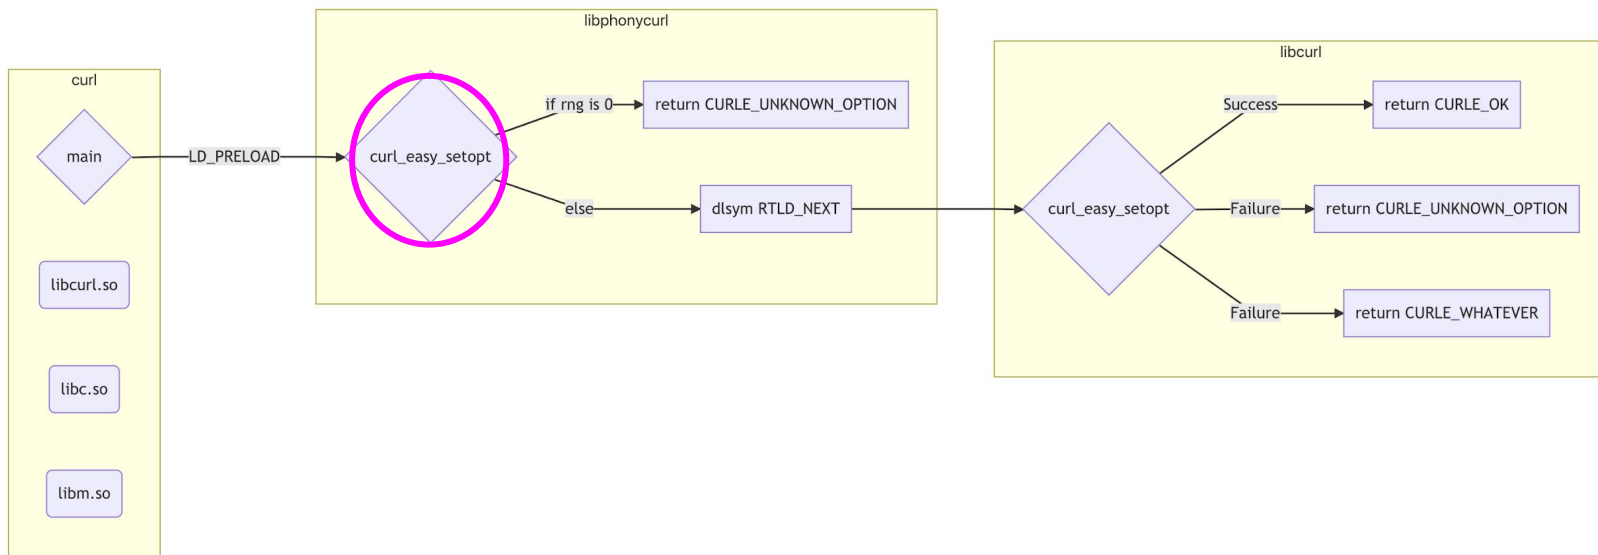 curl
main
libcurl.so
libc.so
libm.so
LD_PRELOAD
libphonycurl
curl_easy_setopt
if rng is 0
return CURLE_UNKNOWN_OPTION
else
dlsym RTLD_NEXT
libcurl
curl_easy_setopt
Success
return CURLE_OK
Failure
return CURLE_UNKNOWN_OPTION
Failure
return CURLE_WHATEVER